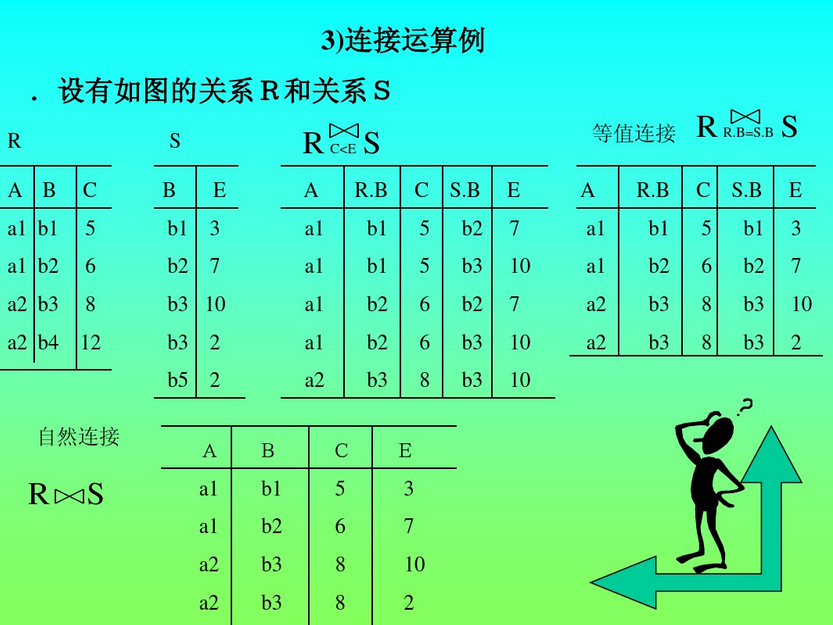 3)连接运算例
．设有如图的关系R和关系S
R
A B C
a1 b1 5
a1 b2 6
a2 b3 8
a2 b4 12
S
B E
b1 3
b2 7
b3 10
b3 2
b5 2
R⋈S
C<E
A R.B C S.B E
a1 b1 5 b2 7
a1 b1 5 b3 10
a1 b2 6 b2 7
a1 b2 6 b3 10
a2 b3 8 b3 10
等值连接 R⋈S
R.B=S.B
A R.B C S.B E
a1 b1 5 b1 3
a1 b2 6 b2 7
a2 b3 8 b3 10
a2 b3 8 b3 2
自然连接
R⋈S
A B C E
a1 b1 5 3
a1 b2 6 7
a2 b3 8 10
a2 b3 8 2
?